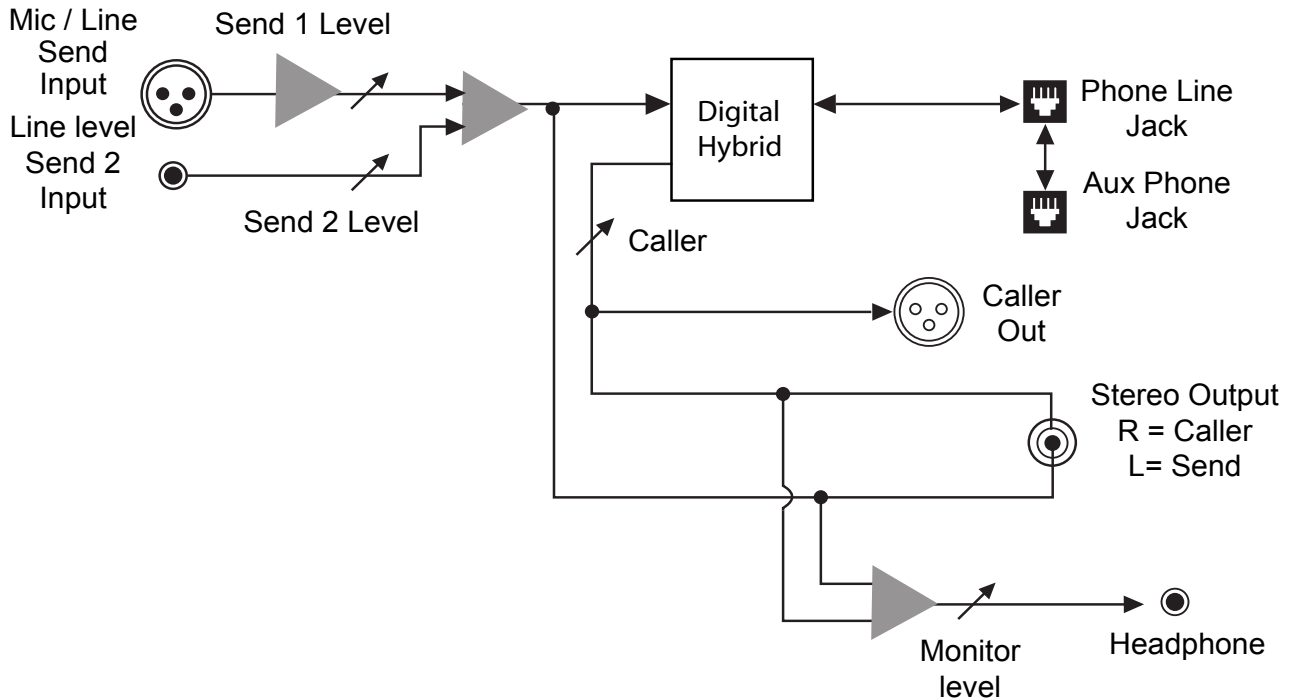 Mic / Line
Send
Input
Send 1 Level
Line level
Send 2
Input
Send 2 Level
Digital
Hybrid
Phone Line
Jack
Aux Phone
Jack
Caller
Caller
Out
Stereo Output
R = Caller
L= Send
Monitor
level
Headphone